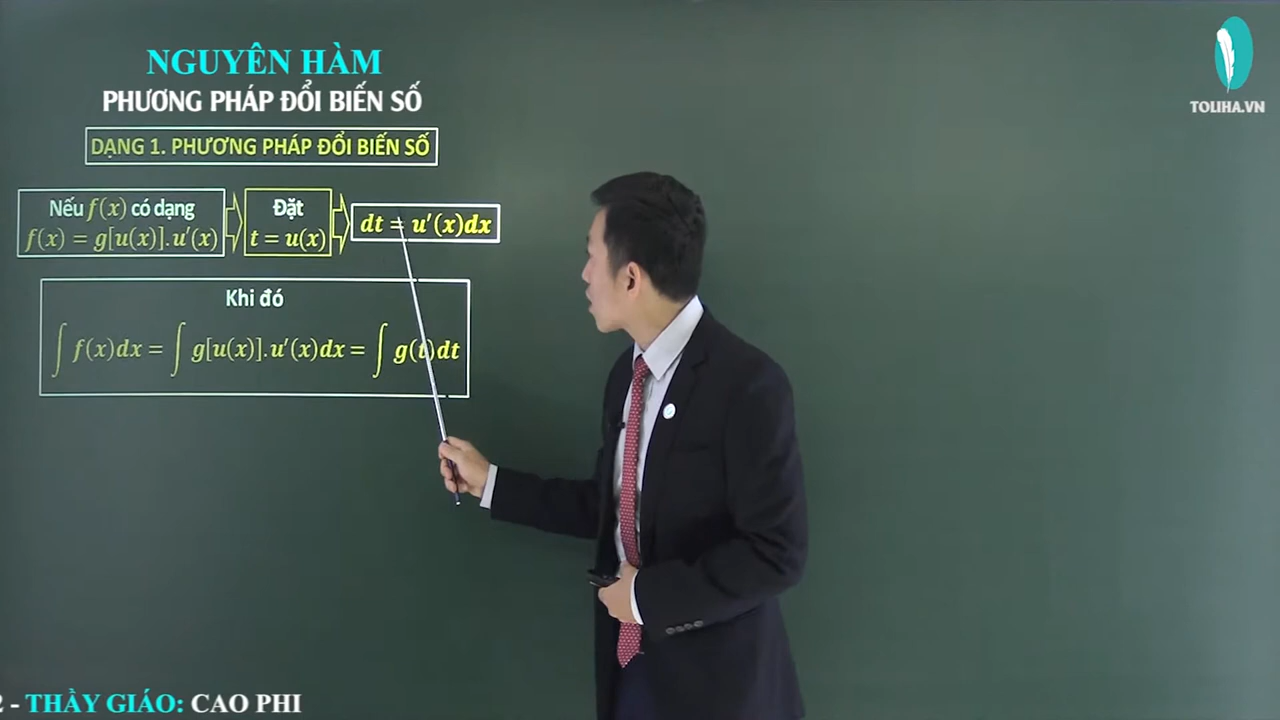 NGUYÊN HÀM
PHƯƠNG PHÁP ĐỔI BIẾN SỐ
DẠNG 1. PHƯƠNG PHÁP ĐỔI BIẾN SỐ
Nếu f(x) có dạng
f(x) = g[u(x)].u′(x)
Đặt
t = u(x)
dt = u′(x)dx
Khi đó
∫ f(x)dx = ∫ g[u(x)].u′(x)dx = ∫ g(t)dt
TOLIHA.VN
2 - THẦY GIÁO: CAO PHI